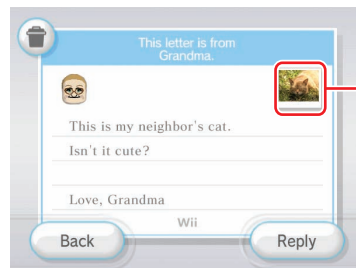 This letter is from
Grandma.
This is my neighbor's cat.
Isn't it cute?
Love, Grandma
Wii
Back
Reply